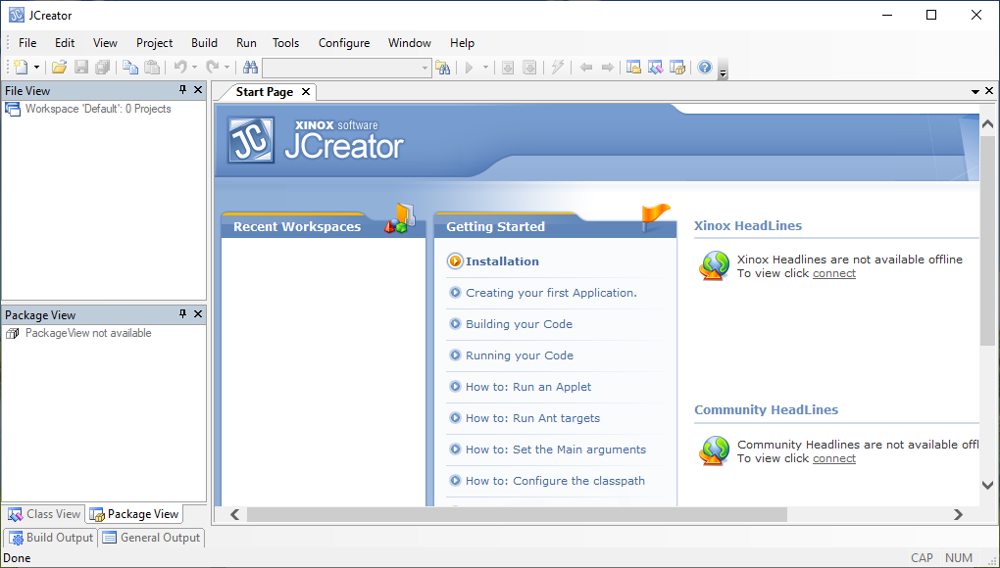 JCreator
File Edit View Project Build Run Tools Configure Window Help
File View
Workspace 'Default': 0 Projects
Package View
PackageView not available
Class View
Package View
Start Page
JC
XINOX software
JCreator
Recent Workspaces
Getting Started
Installation
Creating your first Application.
Building your Code
Running your Code
How to: Run an Applet
How to: Run Ant targets
How to: Set the Main arguments
How to: Configure the classpath
Xinox HeadLines
Xinox Headlines are not available offline
To view click connect
Community HeadLines
Community Headlines are not available offl
To view click connect
Build Output
General Output
Done
CAP NUM